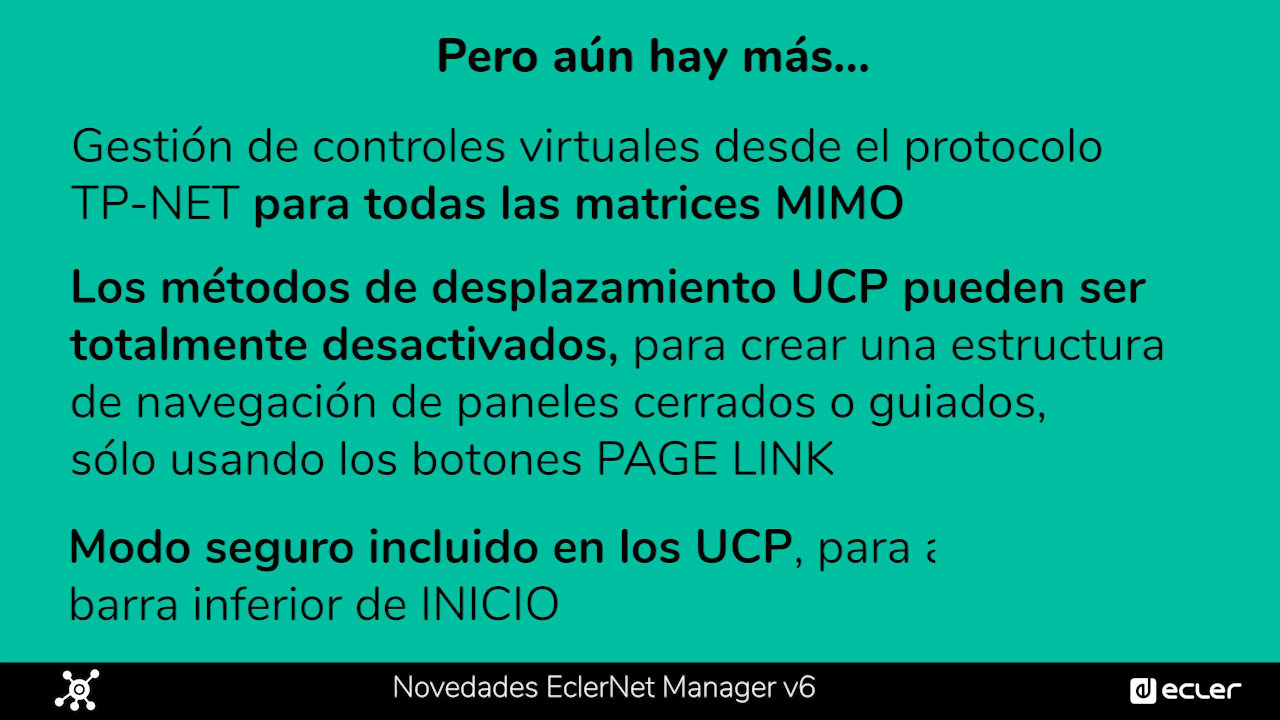 Pero aún hay más...
Gestión de controles virtuales desde el protocolo
TP-NET para todas las matrices MIMO
Los métodos de desplazamiento UCP pueden ser
totalmente desactivados, para crear una estructura
de navegación de paneles cerrados o guiados,
sólo usando los botones PAGE LINK
Modo seguro incluido en los UCP, para
barra inferior de INICIO
Novedades EclerNet Manager v6
ecler